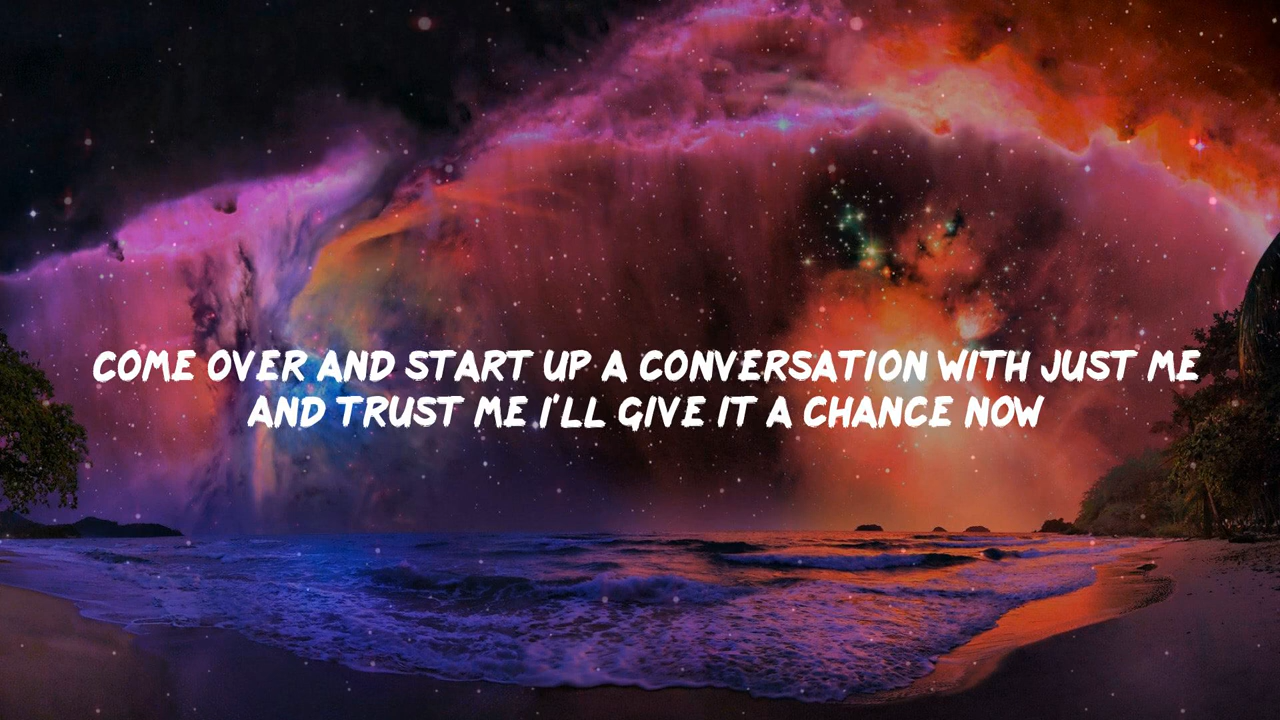 COME OVER AND START UP A CONVERSATION WITH JUST ME
AND TRUST ME I'LL GIVE IT A CHANCE NOW